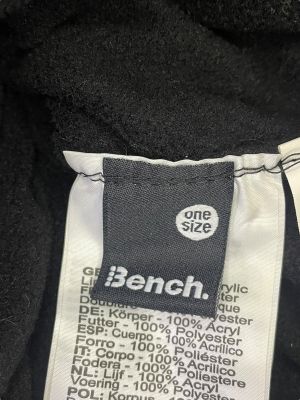 one
size
Bench.
DE: Körper - 100% Acryl
Futter - 100% Polyester
ESP: Cuerpo - 100% Acrílico
Forro - 100% Poliéster
IT: Corpo - 100% Acrilico
Fodera - 100% Poliestere
NL: Lijf - 100% Acryl
Voering - 100% Polyester